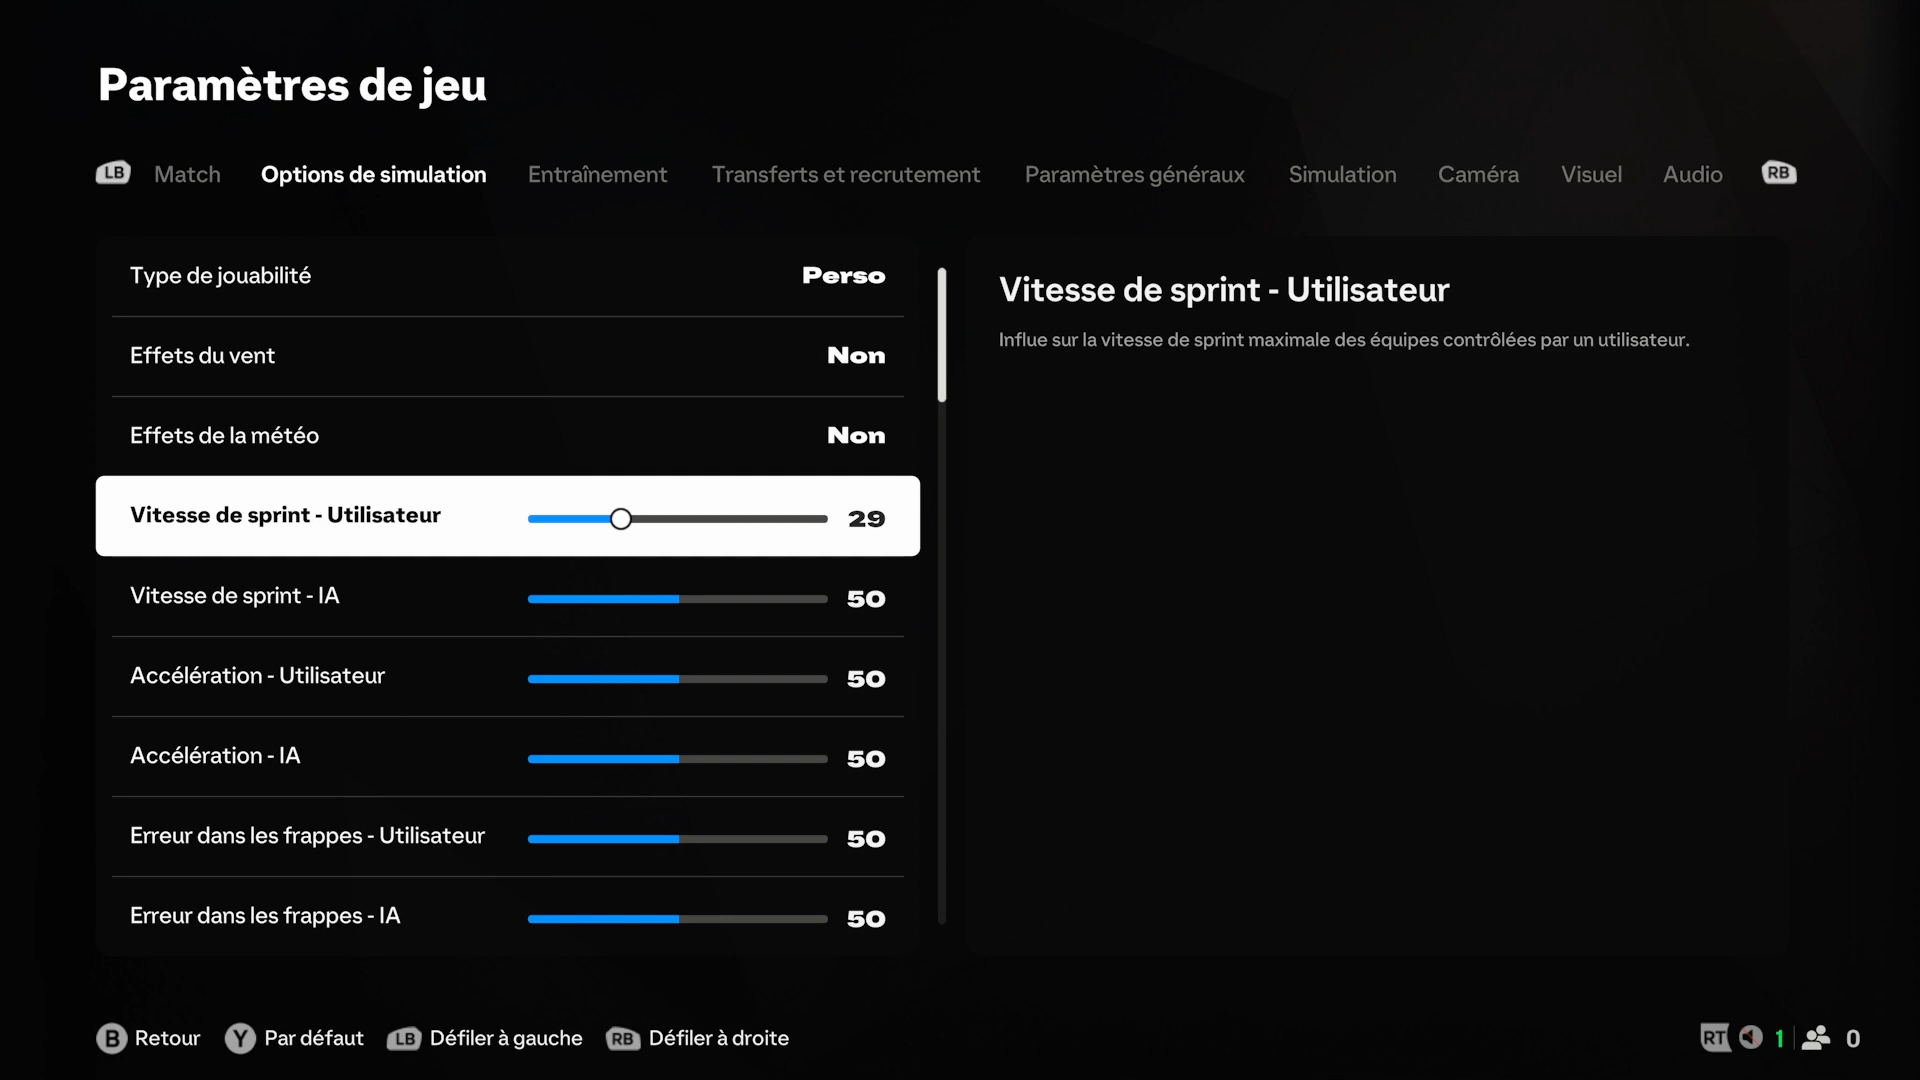 Paramètres de jeu
LB Match Options de simulation Entraînement Transferts et recrutement Paramètres généraux Simulation Caméra Visuel Audio RB
Type de jouabilité Perso
Effets du vent Non
Effets de la météo Non
Vitesse de sprint - Utilisateur 29
Vitesse de sprint - IA 50
Accélération - Utilisateur 50
Accélération - IA 50
Erreur dans les frappes - Utilisateur 50
Erreur dans les frappes - IA 50
Vitesse de sprint - Utilisateur
Influe sur la vitesse de sprint maximale des équipes contrôlées par un utilisateur.
B Retour Y Par défaut LB Défiler à gauche RB Défiler à droite
RT 1 0